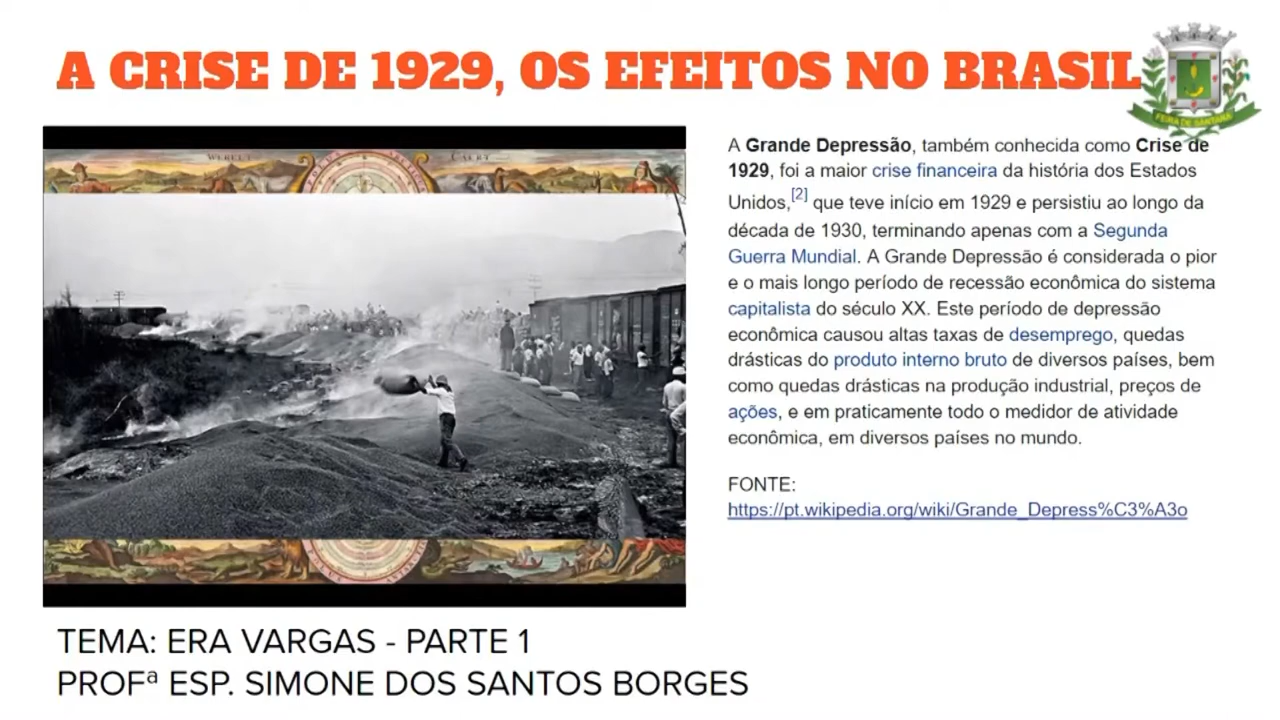 A CRISE DE 1929, OS EFEITOS NO BRASIL
FEIRA DE SANTANA
A Grande Depressão, também conhecida como Crise de
1929, foi a maior crise financeira da história dos Estados
Unidos,[2] que teve início em 1929 e persistiu ao longo da
década de 1930, terminando apenas com a Segunda
Guerra Mundial. A Grande Depressão é considerada o pior
e o mais longo período de recessão econômica do sistema
capitalista do século XX. Este período de depressão
econômica causou altas taxas de desemprego, quedas
drásticas do produto interno bruto de diversos países, bem
como quedas drásticas na produção industrial, preços de
ações, e em praticamente todo o medidor de atividade
econômica, em diversos países no mundo.
FONTE:
https://pt.wikipedia.org/wiki/Grande_Depress%C3%A3o
TEMA: ERA VARGAS - PARTE 1
PROFª ESP. SIMONE DOS SANTOS BORGES